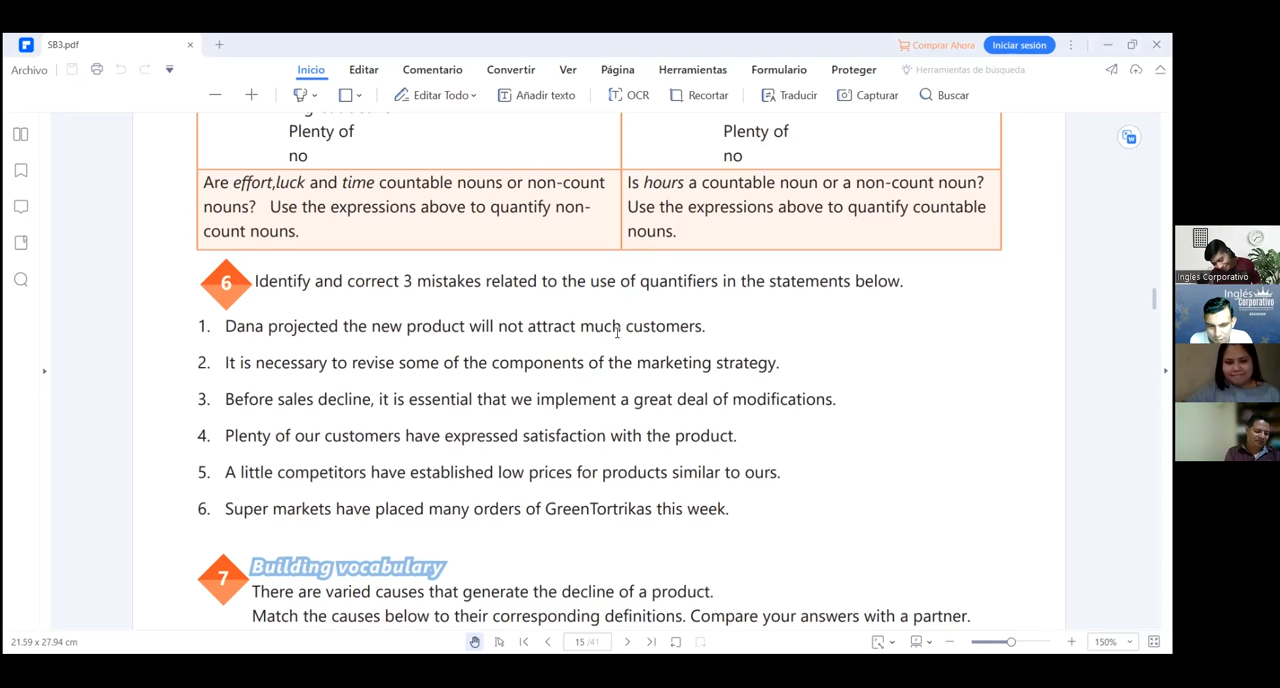 SB3.pdf
Comprar Ahora
Iniciar sesión
Archivo
Inicio
Editar
Comentario
Convertir
Ver
Página
Herramientas
Formulario
Proteger
Herramientas de búsqueda
Editar Todo
Añadir texto
OCR
Recortar
Traducir
Capturar
Buscar
Plenty of
no
Plenty of
no
Are effort,luck and time countable nouns or non-count
nouns? Use the expressions above to quantify non-
count nouns.
Is hours a countable noun or a non-count noun?
Use the expressions above to quantify countable
nouns.
6 Identify and correct 3 mistakes related to the use of quantifiers in the statements below.
1. Dana projected the new product will not attract much customers.
2. It is necessary to revise some of the components of the marketing strategy.
3. Before sales decline, it is essential that we implement a great deal of modifications.
4. Plenty of our customers have expressed satisfaction with the product.
5. A little competitors have established low prices for products similar to ours.
6. Super markets have placed many orders of GreenTortrikas this week.
7 Building vocabulary
There are varied causes that generate the decline of a product.
Match the causes below to their corresponding definitions. Compare your answers with a partner.
21.59 x 27.94 cm
15 /41
150%
Ingles Corporativo
Inglés
Corporativo